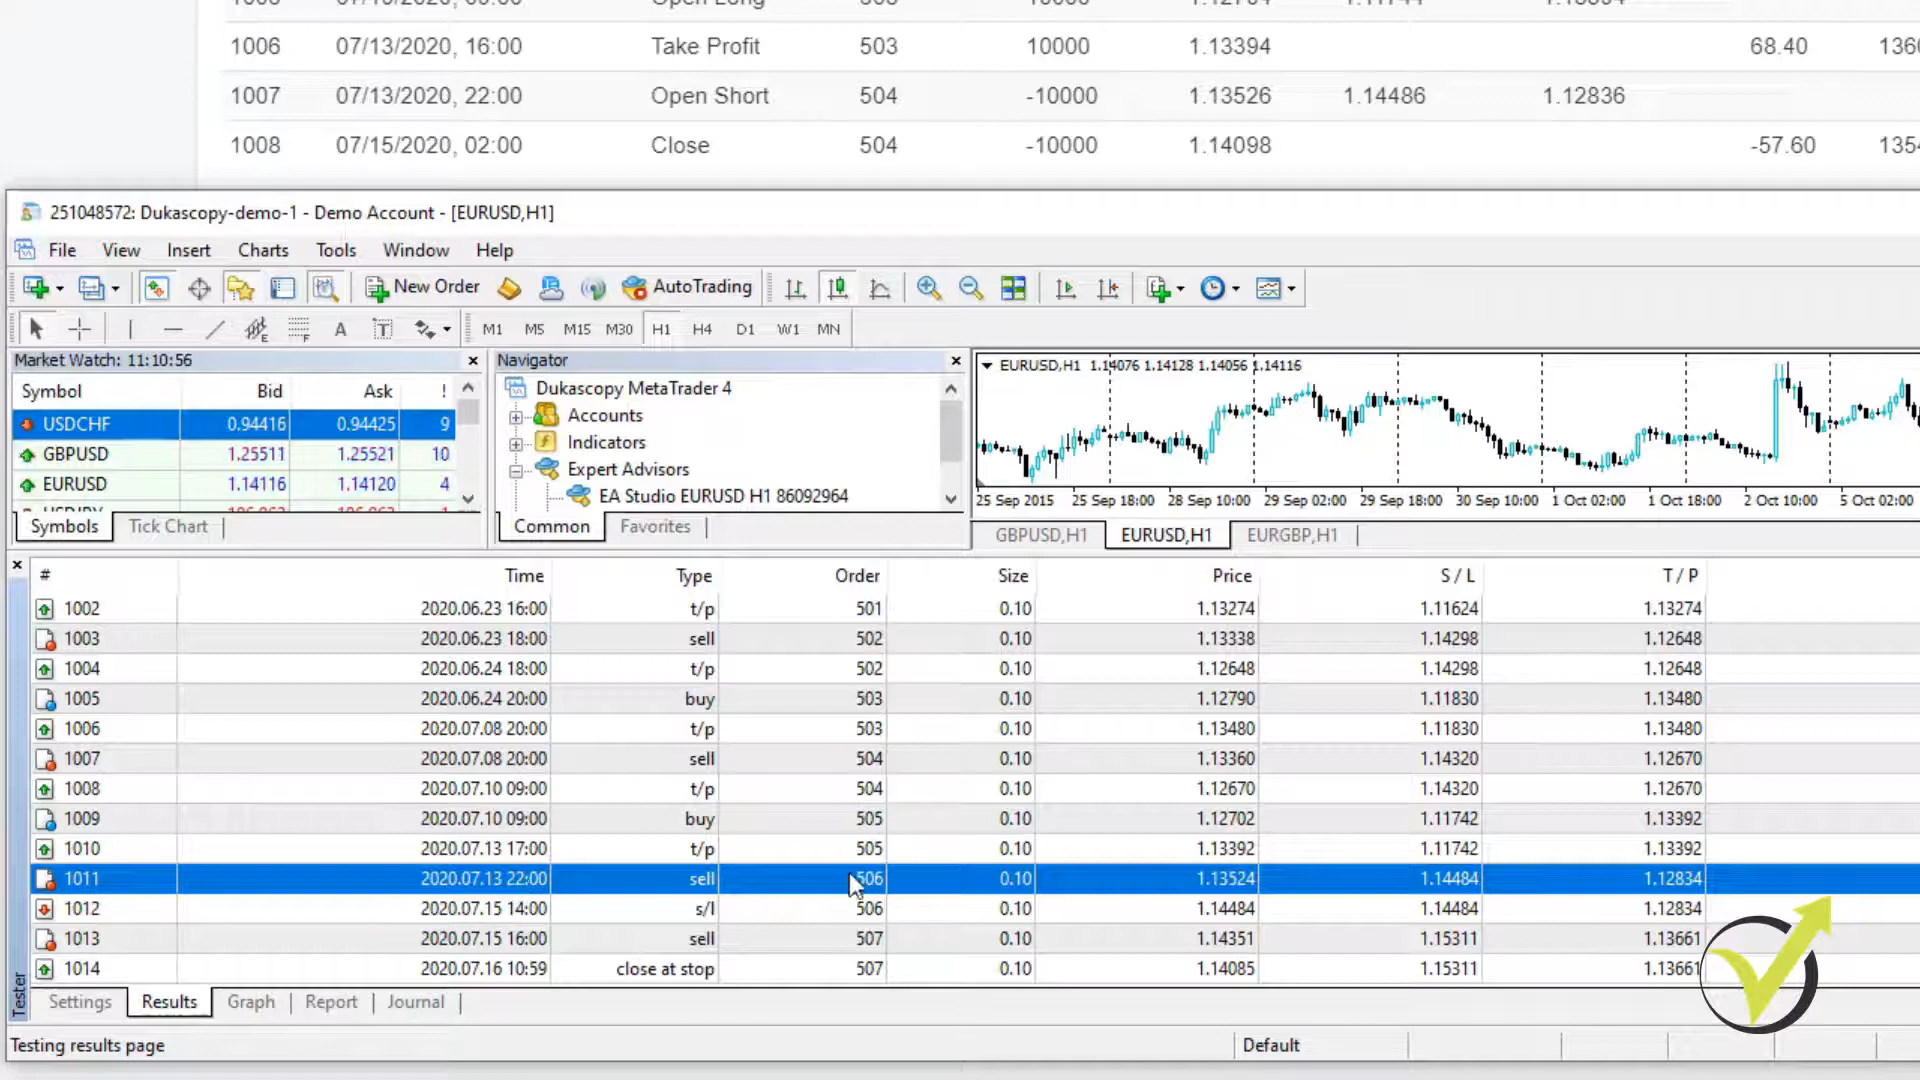 1006 07/13/2020, 16:00 Take Profit 503 10000 1.13394 68.40
1007 07/13/2020, 22:00 Open Short 504 -10000 1.13526 1.14486 1.12836
1008 07/15/2020, 02:00 Close 504 -10000 1.14098 -57.60
251048572: Dukascopy-demo-1 - Demo Account - [EURUSD,H1]
File View Insert Charts Tools Window Help
New Order AutoTrading
A T M1 M5 M15 M30 H1 H4 D1 W1 MN
Market Watch: 11:10:56
Symbol Bid Ask !
USDCHF 0.94416 0.94425 9
GBPUSD 1.25511 1.25521 10
EURUSD 1.14116 1.14120 4
Symbols Tick Chart
Navigator
Dukascopy MetaTrader 4
Accounts
Indicators
Expert Advisors
EA Studio EURUSD H1 86092964
Common Favorites
EURUSD,H1 1.14076 1.14128 1.14056 1.14116
25 Sep 2015 25 Sep 18:00 28 Sep 10:00 29 Sep 02:00 29 Sep 18:00 30 Sep 10:00 1 Oct 02:00 1 Oct 18:00 2 Oct 10:00 5 Oct 02:00
GBPUSD,H1 EURUSD,H1 EURGBP,H1
# Time Type Order Size Price S / L T / P
1002 2020.06.23 16:00 t/p 501 0.10 1.13274 1.11624 1.13274
1003 2020.06.23 18:00 sell 502 0.10 1.13338 1.14298 1.12648
1004 2020.06.24 18:00 t/p 502 0.10 1.12648 1.14298 1.12648
1005 2020.06.24 20:00 buy 503 0.10 1.12790 1.11830 1.13480
1006 2020.07.08 20:00 t/p 503 0.10 1.13480 1.11830 1.13480
1007 2020.07.08 20:00 sell 504 0.10 1.13360 1.14320 1.12670
1008 2020.07.10 09:00 t/p 504 0.10 1.12670 1.14320 1.12670
1009 2020.07.10 09:00 buy 505 0.10 1.12702 1.11742 1.13392
1010 2020.07.13 17:00 t/p 505 0.10 1.13392 1.11742 1.13392
1011 2020.07.13 22:00 sell 506 0.10 1.13524 1.14484 1.12834
1012 2020.07.15 14:00 s/l 506 0.10 1.14484 1.14484 1.12834
1013 2020.07.15 16:00 sell 507 0.10 1.14351 1.15311 1.13661
1014 2020.07.16 10:59 close at stop 507 0.10 1.14085 1.15311 1.13661
Tester
Settings Results Graph Report Journal
Testing results page Default